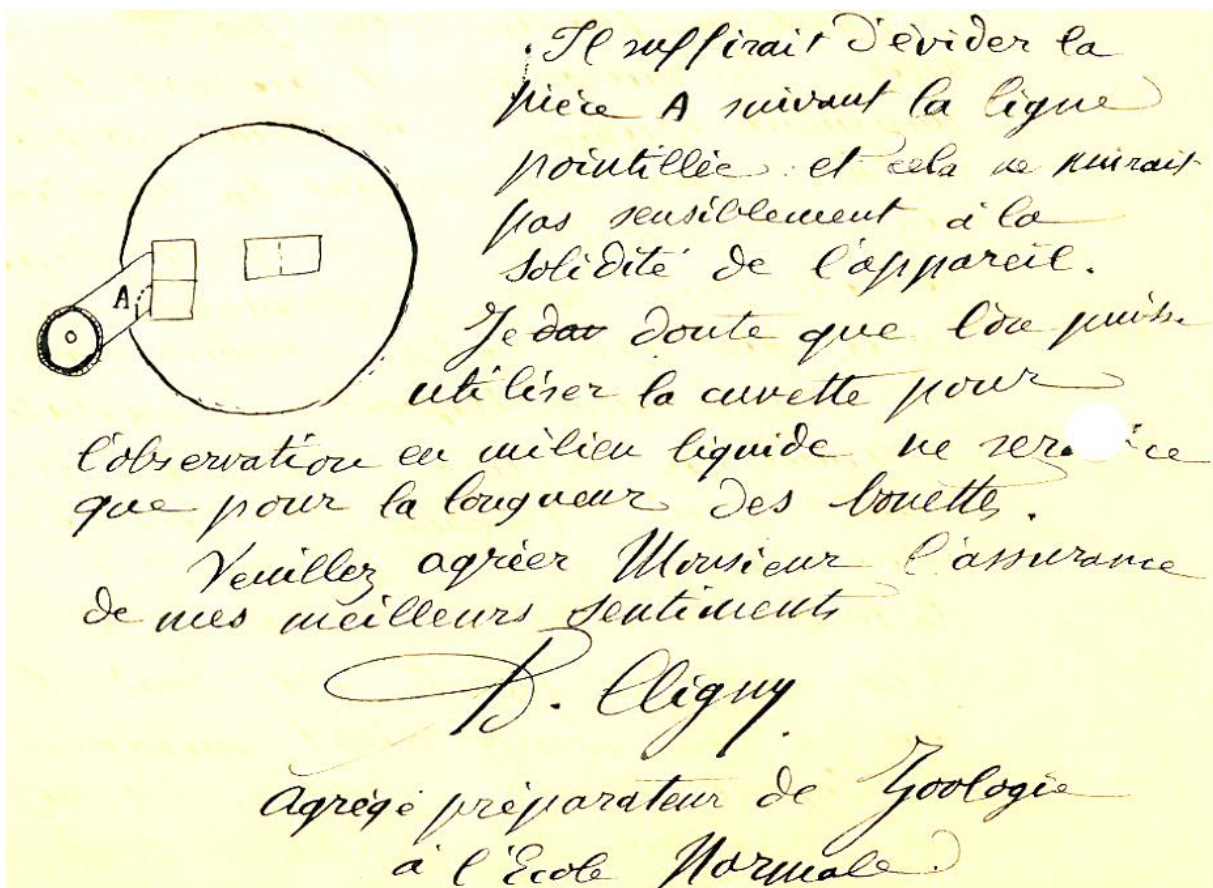 Il suffirait d'évider la
pièce A suivant la ligne
pointillée et cela ne nuirait
pas sensiblement à la
solidité de l'appareil.
A
Je dou doute que l'on puisse
utiliser la cuvette pour
l'observation en milieu liquide ne
que pour la longueur des
Veuillez agréer Monsieur l'assurance
de mes meilleurs sentiments
Cligny
agrégé préparateur de Zoologie
à l'Ecole Normale